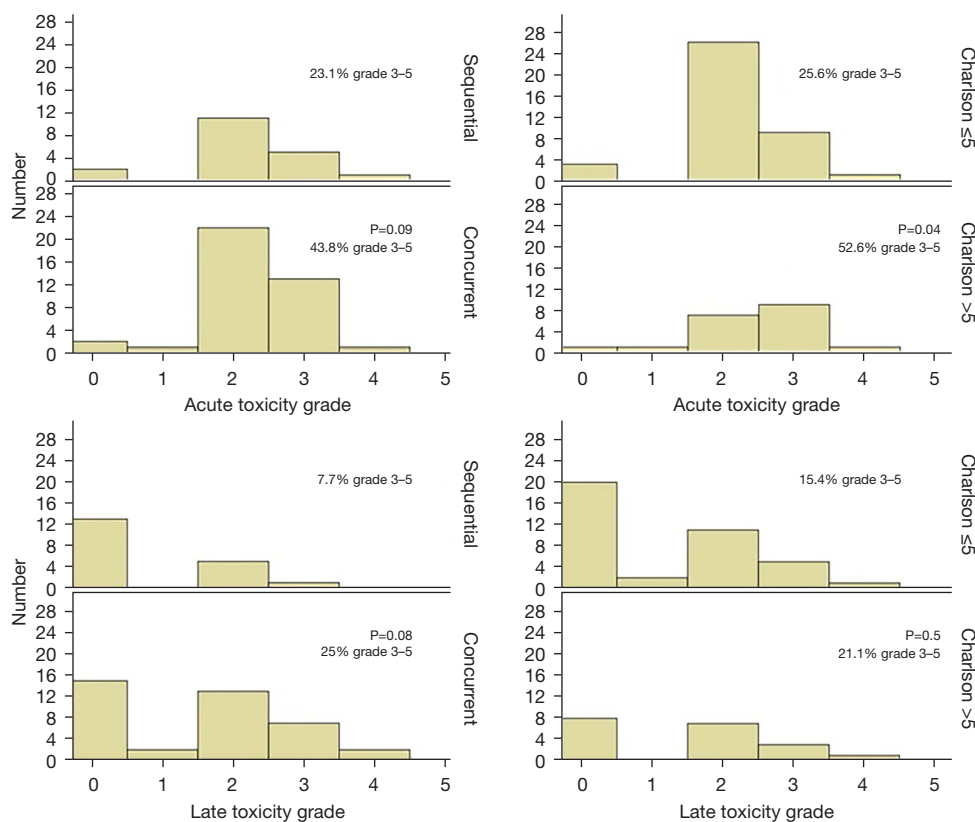 28
24
20
16
12
8
4
0
23.1% grade 3–5
Sequential
28
24
20
16
12
8
4
0
P=0.09
43.8% grade 3–5
Concurrent
Number
0 1 2 3 4 5
Acute toxicity grade
28
24
20
16
12
8
4
0
25.6% grade 3–5
Charlson ≤5
28
24
20
16
12
8
4
0
P=0.04
52.6% grade 3–5
Charlson >5
0 1 2 3 4 5
Acute toxicity grade
28
24
20
16
12
8
4
0
7.7% grade 3–5
Sequential
28
24
20
16
12
8
4
0
P=0.08
25% grade 3–5
Concurrent
Number
0 1 2 3 4 5
Late toxicity grade
28
24
20
16
12
8
4
0
15.4% grade 3–5
Charlson ≤5
28
24
20
16
12
8
4
0
P=0.5
21.1% grade 3–5
Charlson >5
0 1 2 3 4 5
Late toxicity grade